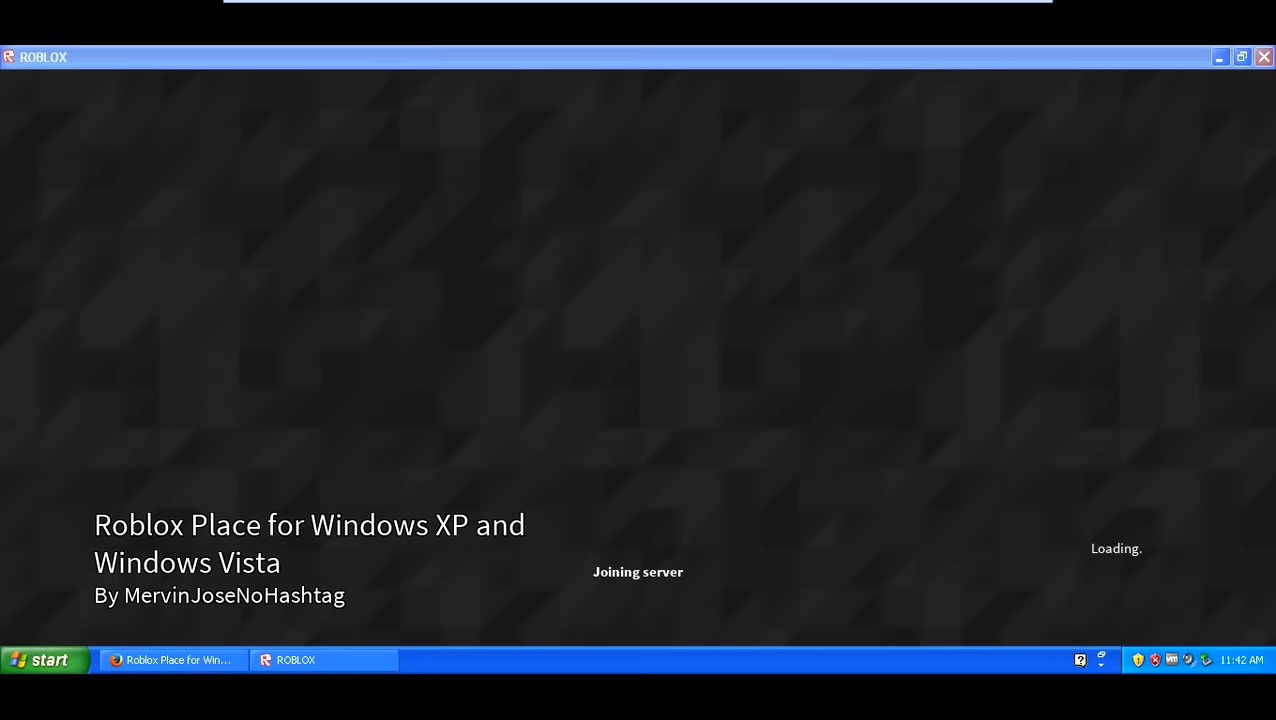 ROBLOX
Roblox Place for Windows XP and
Windows Vista
By MervinJoseNoHashtag
Joining server
Loading.
start
Roblox Place for Win...
ROBLOX
11:42 AM